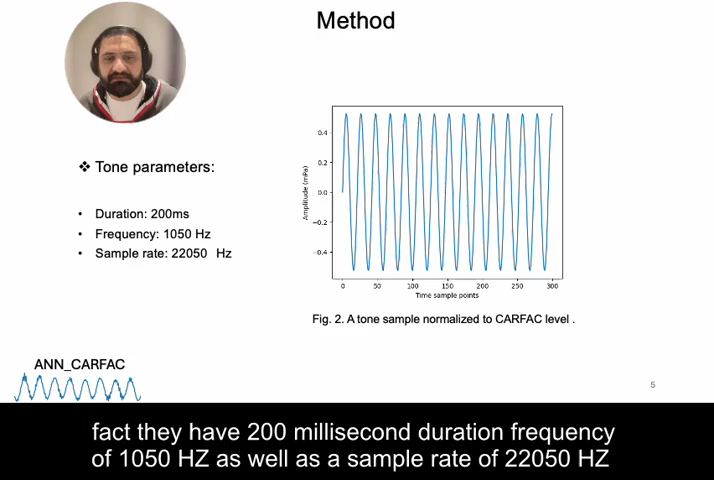 Method
❖ Tone parameters:
• Duration: 200ms
• Frequency: 1050 Hz
• Sample rate: 22050 Hz
Amplitude (mPa)
0.4
0.2
0.0
−0.2
−0.4
0 50 100 150 200 250 300
Time sample points
Fig. 2. A tone sample normalized to CARFAC level .
ANN_CARFAC
5
fact they have 200 millisecond duration frequency
of 1050 HZ as well as a sample rate of 22050 HZ